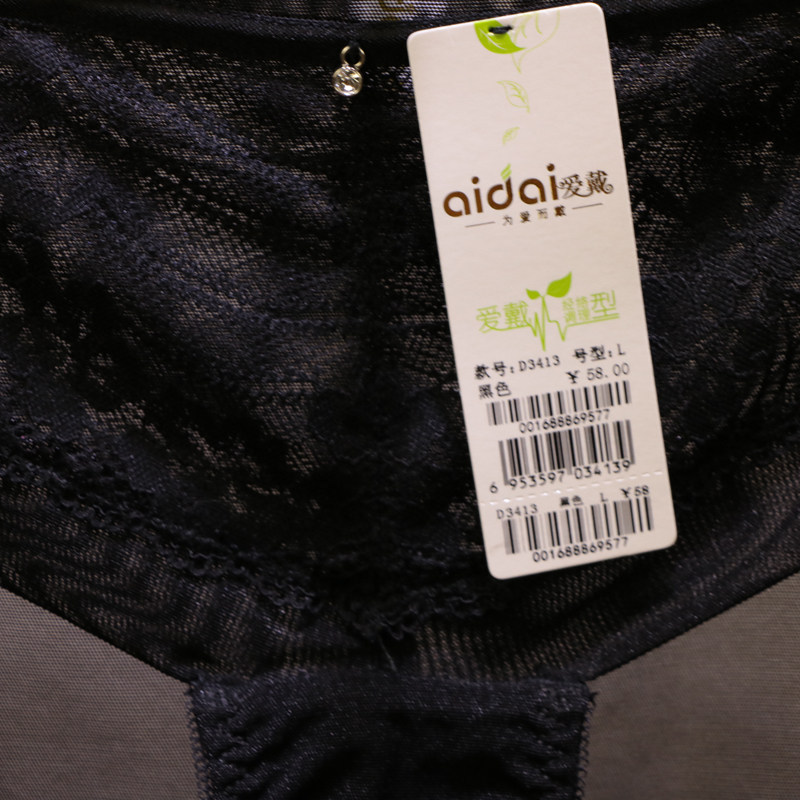 aidai爱戴
为爱而戴
爱戴 型
款号:D3413 号型:L
黑色 ¥ 58.00
001688869577
6 953597 034139
D3413 黑色 L ¥58
001688869577